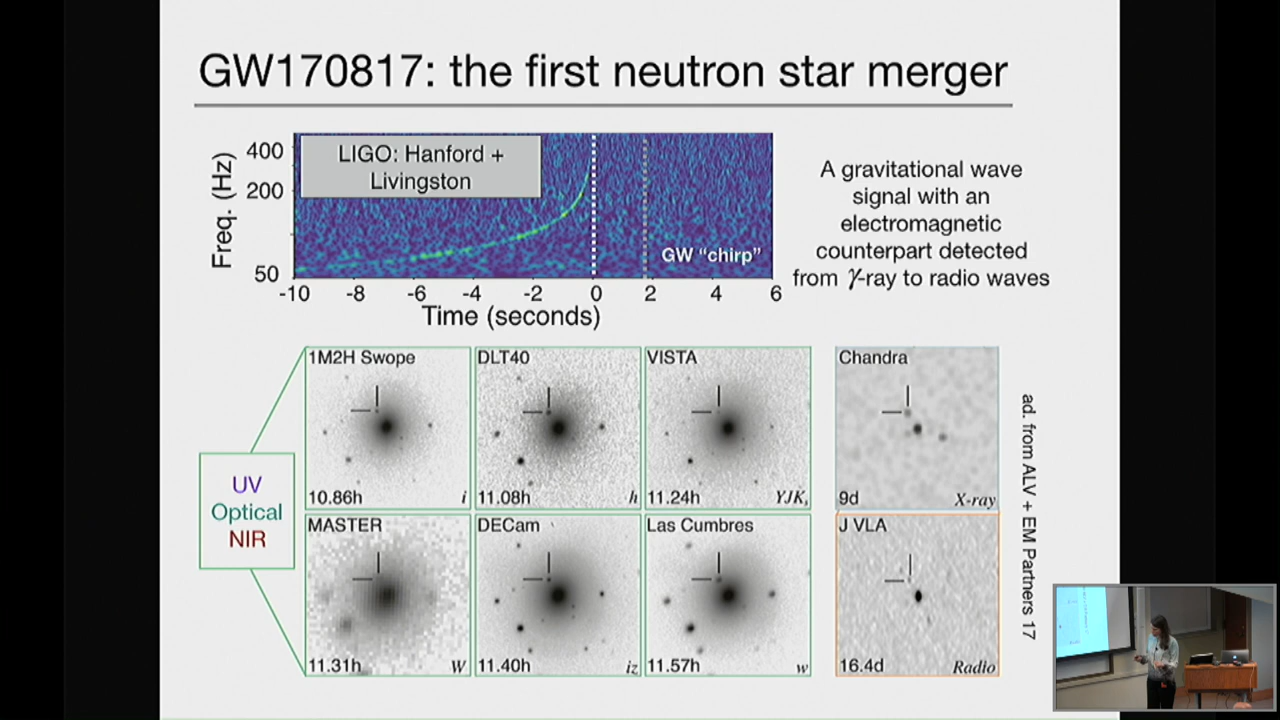 GW170817: the first neutron star merger
LIGO: Hanford +
Livingston
Freq. (Hz)
400
200
50
GW “chirp”
-10 -8 -6 -4 -2 0 2 4 6
Time (seconds)
A gravitational wave
signal with an
electromagnetic
counterpart detected
from γ-ray to radio waves
UV
Optical
NIR
1M2H Swope
10.86h i
DLT40
11.08h h
VISTA
11.24h YJKs
Chandra
9d X-ray
MASTER
11.31h W
DECam
11.40h iz
Las Cumbres
11.57h w
J VLA
16.4d Radio
ad. from ALV + EM Partners 17